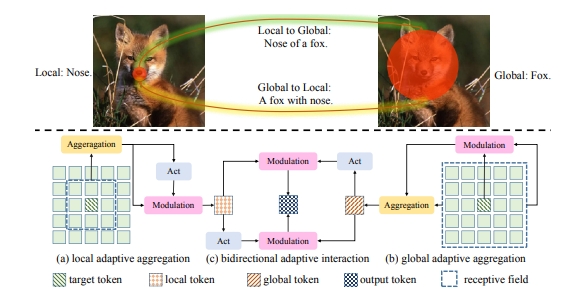 Local to Global:
Nose of a fox.
Local: Nose.
Global to Local:
A fox with nose.
Global: Fox.
Aggeragation
Act
Modulation
Modulation
Act
Act
Modulation
Modulation
Aggregation
(a) local adaptive aggregation
(c) bidirectional adaptive interaction
(b) global adaptive aggregation
target token
local token
global token
output token
receptive field